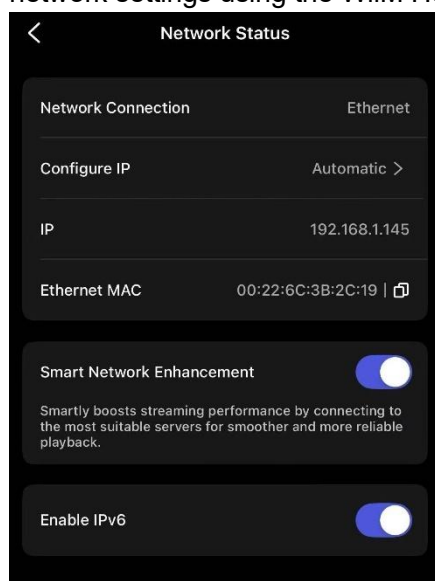 network settings using the WiiM H
Network Status
Network Connection Ethernet
Configure IP Automatic >
IP 192.168.1.145
Ethernet MAC 00:22:6C:3B:2C:19 |
Smart Network Enhancement
Smartly boosts streaming performance by connecting to
the most suitable servers for smoother and more reliable
playback.
Enable IPv6